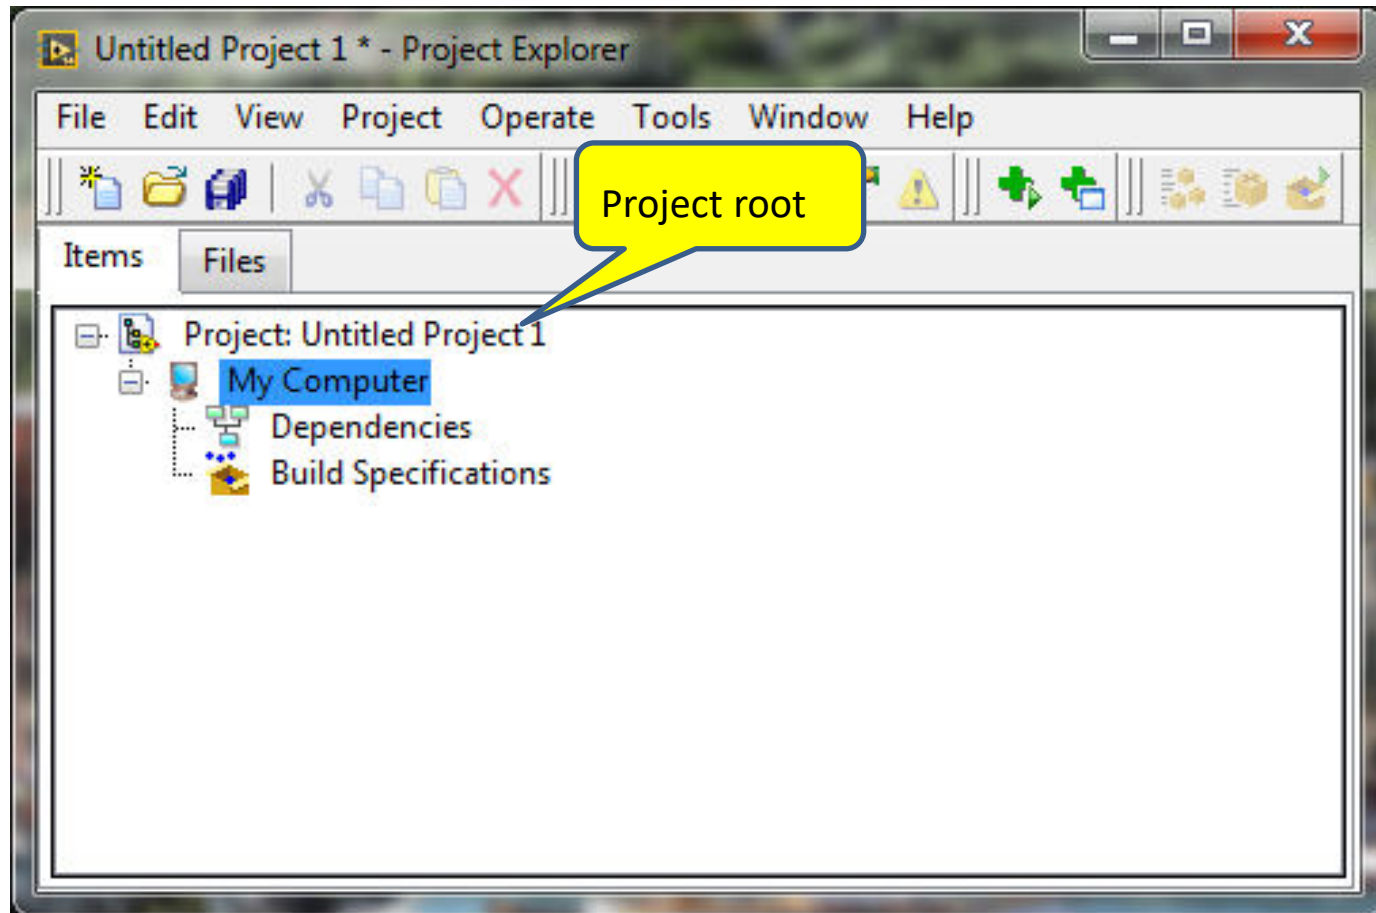 Untitled Project 1 * - Project Explorer
File Edit View Project Operate Tools Window Help
Project root
Items Files
Project: Untitled Project 1
My Computer
Dependencies
Build Specifications